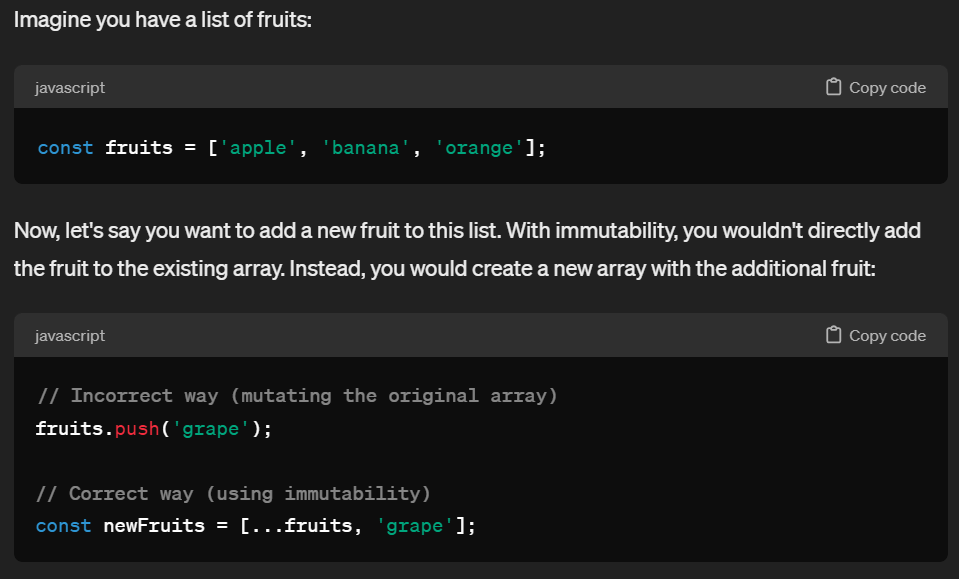 Imagine you have a list of fruits:
javascript Copy code
const fruits = ['apple', 'banana', 'orange'];
Now, let's say you want to add a new fruit to this list. With immutability, you wouldn't directly add
the fruit to the existing array. Instead, you would create a new array with the additional fruit:
javascript Copy code
// Incorrect way (mutating the original array)
fruits.push('grape');
// Correct way (using immutability)
const newFruits = [...fruits, 'grape'];